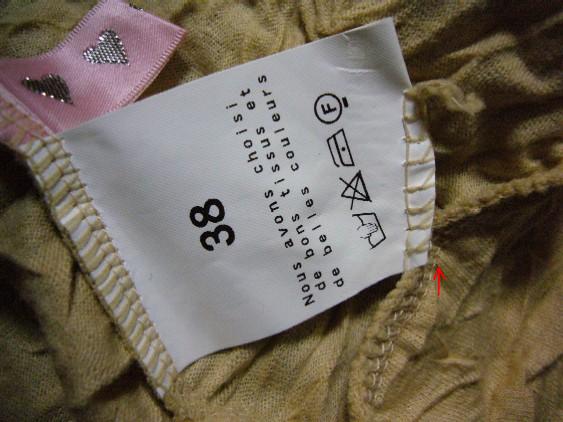 38
Nous avons choisi
de bons tissus et
de belles couleurs
F